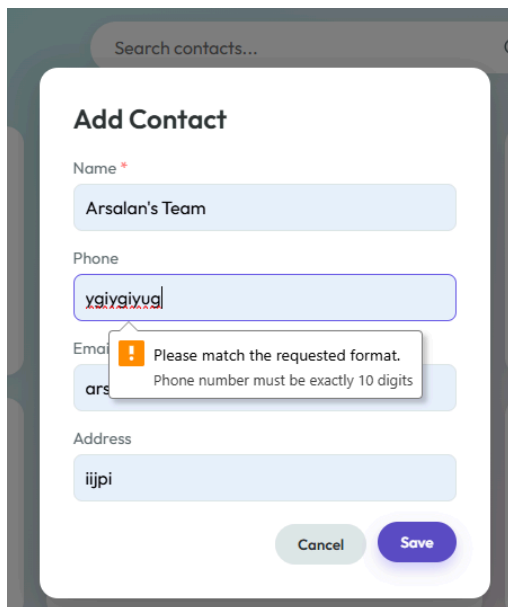 Search contacts...
Add Contact
Name *
Arsalan's Team
Phone
ygiygiyug
Please match the requested format.
Phone number must be exactly 10 digits
Emai
ars
Address
iijpi
Cancel
Save